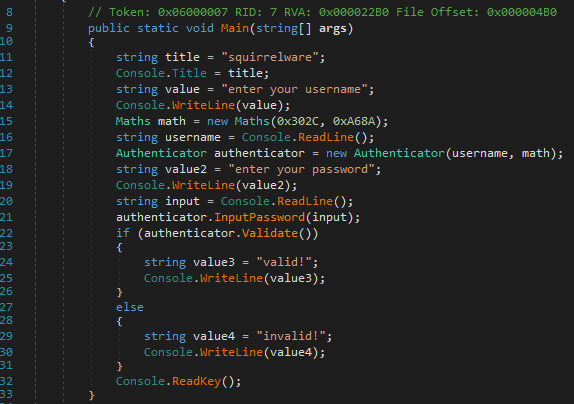 8 // Token: 0x06000007 RID: 7 RVA: 0x000022B0 File Offset: 0x000004B0
9 public static void Main(string[] args)
10 {
11 string title = "squirrelware";
12 Console.Title = title;
13 string value = "enter your username";
14 Console.WriteLine(value);
15 Maths math = new Maths(0x302C, 0xA68A);
16 string username = Console.ReadLine();
17 Authenticator authenticator = new Authenticator(username, math);
18 string value2 = "enter your password";
19 Console.WriteLine(value2);
20 string input = Console.ReadLine();
21 authenticator.InputPassword(input);
22 if (authenticator.Validate())
23 {
24 string value3 = "valid!";
25 Console.WriteLine(value3);
26 }
27 else
28 {
29 string value4 = "invalid!";
30 Console.WriteLine(value4);
31 }
32 Console.ReadKey();
33 }